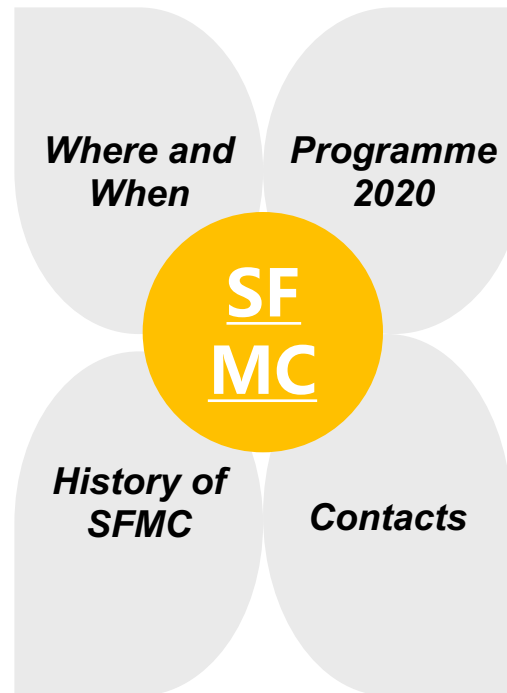 Where and
When
Programme
2020
SF
MC
History of
SFMC
Contacts